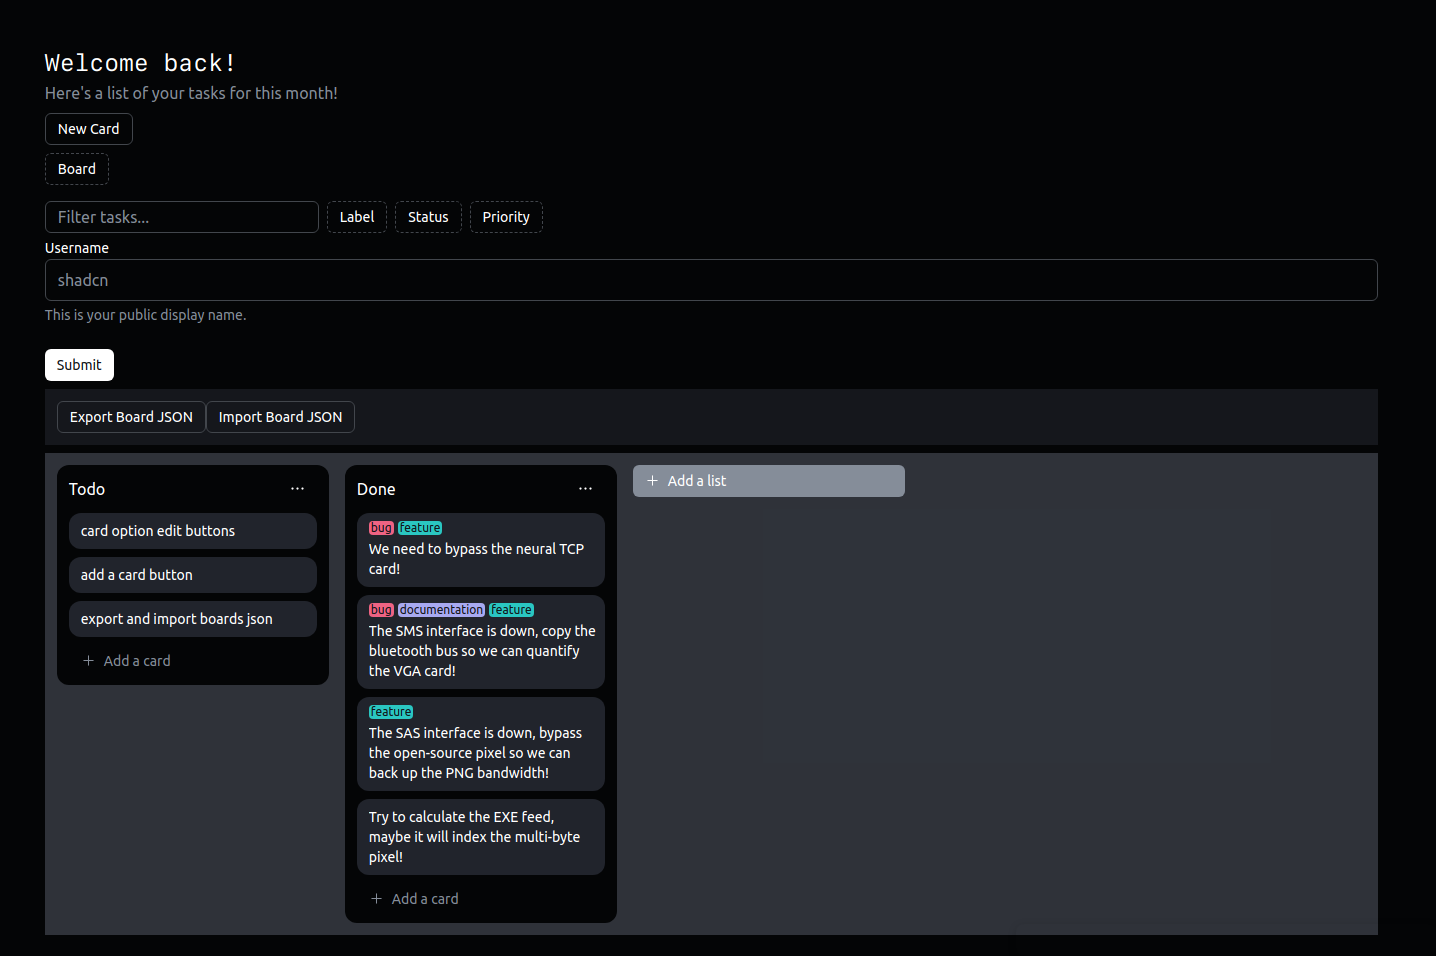 Welcome back!
Here's a list of your tasks for this month!
New Card
Board
Filter tasks...
Label
Status
Priority
Username
shadcn
This is your public display name.
Submit
Export Board JSON
Import Board JSON
Todo
card option edit buttons
add a card button
export and import boards json
Add a card
Done
bug feature
We need to bypass the neural TCP
card!
bug documentation feature
The SMS interface is down, copy the
bluetooth bus so we can quantify
the VGA card!
feature
The SAS interface is down, bypass
the open-source pixel so we can
back up the PNG bandwidth!
Try to calculate the EXE feed,
maybe it will index the multi-byte
pixel!
Add a card
Add a list